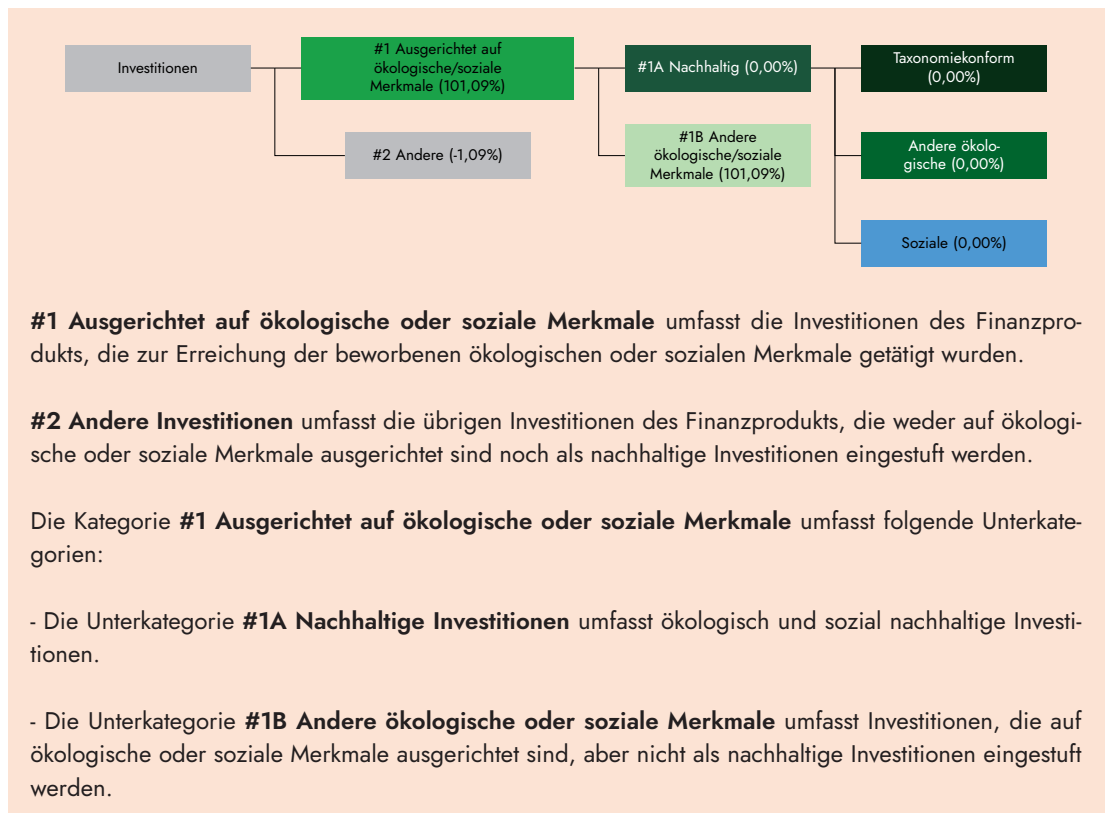 Investitionen
#1 Ausgerichtet auf
ökologische/soziale
Merkmale (101,09%)
#1A Nachhaltig (0,00%)
Taxonomiekonform
(0,00%)
#2 Andere (-1,09%)
#1B Andere
ökologische/soziale
Merkmale (101,09%)
Andere ökolo-
gische (0,00%)
Soziale (0,00%)
#1 Ausgerichtet auf ökologische oder soziale Merkmale umfasst die Investitionen des Finanzpro-
dukts, die zur Erreichung der beworbenen ökologischen oder sozialen Merkmale getätigt wurden.
#2 Andere Investitionen umfasst die übrigen Investitionen des Finanzprodukts, die weder auf ökologi-
sche oder soziale Merkmale ausgerichtet sind noch als nachhaltige Investitionen eingestuft werden.
Die Kategorie #1 Ausgerichtet auf ökologische oder soziale Merkmale umfasst folgende Unterkate-
gorien:
- Die Unterkategorie #1A Nachhaltige Investitionen umfasst ökologisch und sozial nachhaltige Investi-
tionen.
- Die Unterkategorie #1B Andere ökologische oder soziale Merkmale umfasst Investitionen, die auf
ökologische oder soziale Merkmale ausgerichtet sind, aber nicht als nachhaltige Investitionen eingestuft
werden.